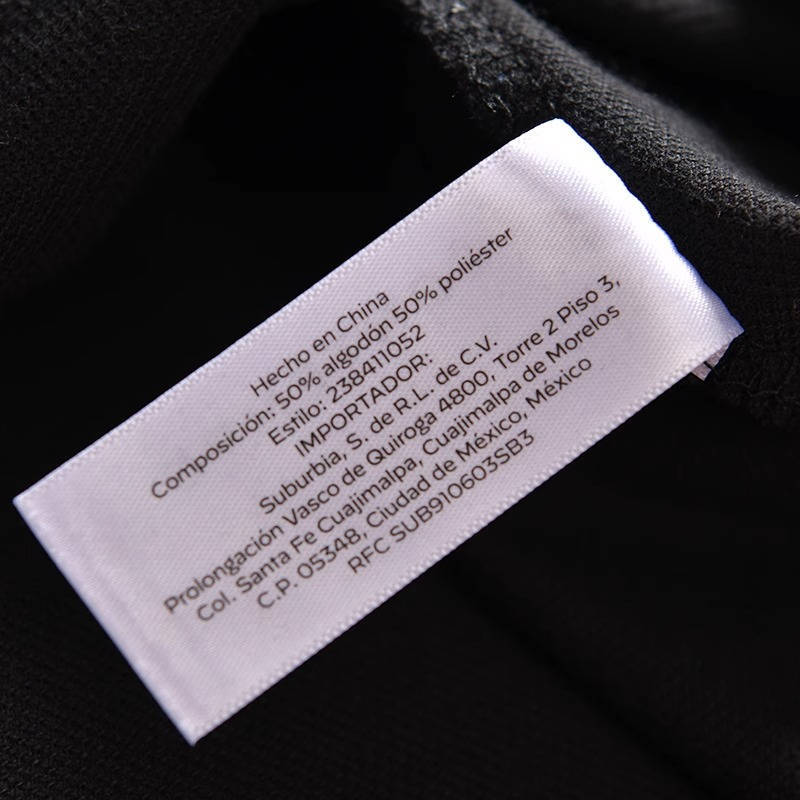 Hecho en China
Composición: 50% algodón 50% poliéster
Estilo: 238411052
IMPORTADOR:
Suburbia, S. de R.L. de C.V.
Prolongación Vasco de Quiroga 4800, Torre 2 Piso 3,
Col. Santa Fe Cuajimalpa, Cuajimalpa de Morelos
C.P. 05348, Ciudad de México, México
RFC SUB910603SB3